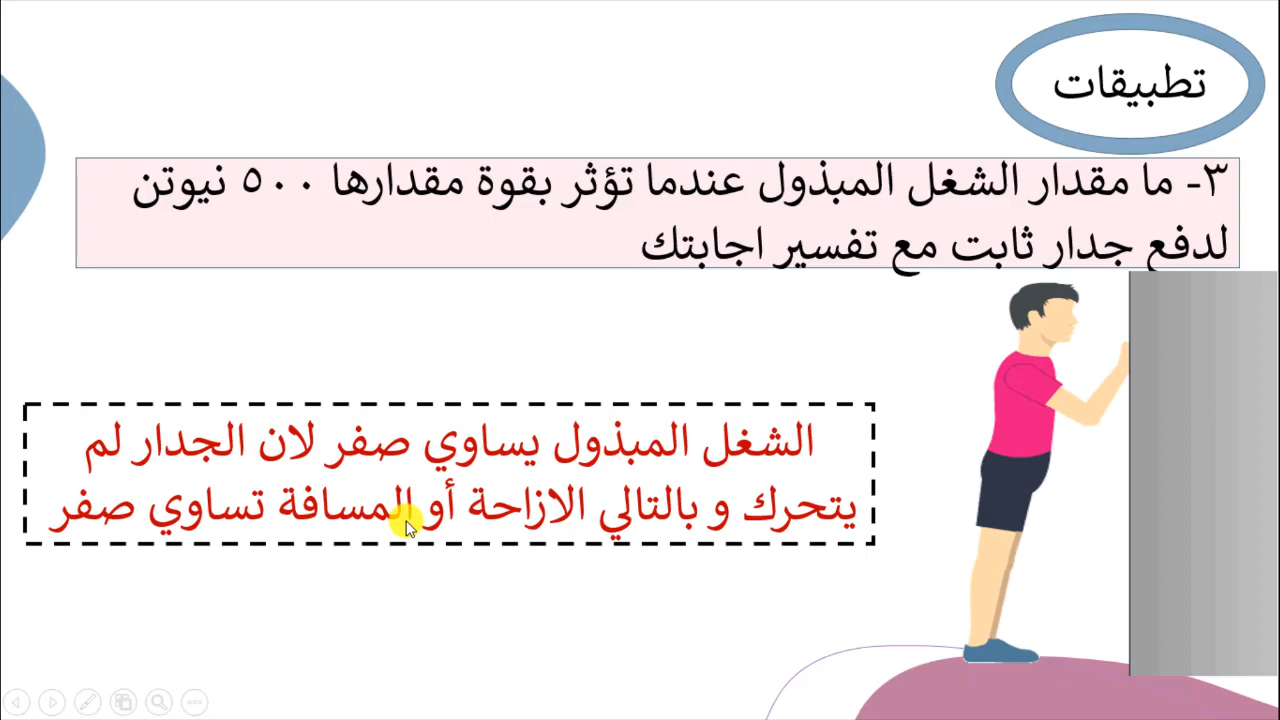 تطبيقات
٣- ما مقدار الشغل المبذول عندما تؤثر بقوة مقدارها ٥٠٠ نيوتن
لدفع جدار ثابت مع تفسير اجابتك
الشغل المبذول يساوي صفر لان الجدار لم
يتحرك و بالتالي الازاحة أو المسافة تساوي صفر